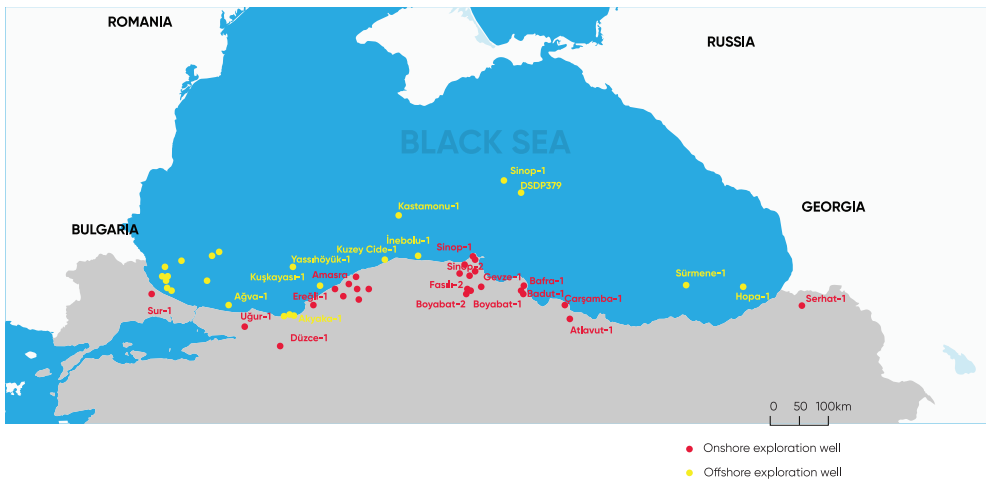 ROMANIA
RUSSIA
BLACK SEA
Sinop-1
DSDP379
Kastamonu-1
GEORGIA
BULGARIA
İnebolu-1
Kuzey Cide-1
Sinop-1
Yassıhöyük-1
Sinop-2
Kuşkayası-1
Amasra
Gevze-1
Bafra-1
Sürmene-1
Fasılı-2
Badut-1
Hopa-1
Ağva-1
Ereğli-1
Boyabat-2
Boyabat-1
Çarşamba-1
Serhat-1
Sur-1
Uğur-1
Atlavut-1
Düzce-1
0 50 100km
Onshore exploration well
Offshore exploration well